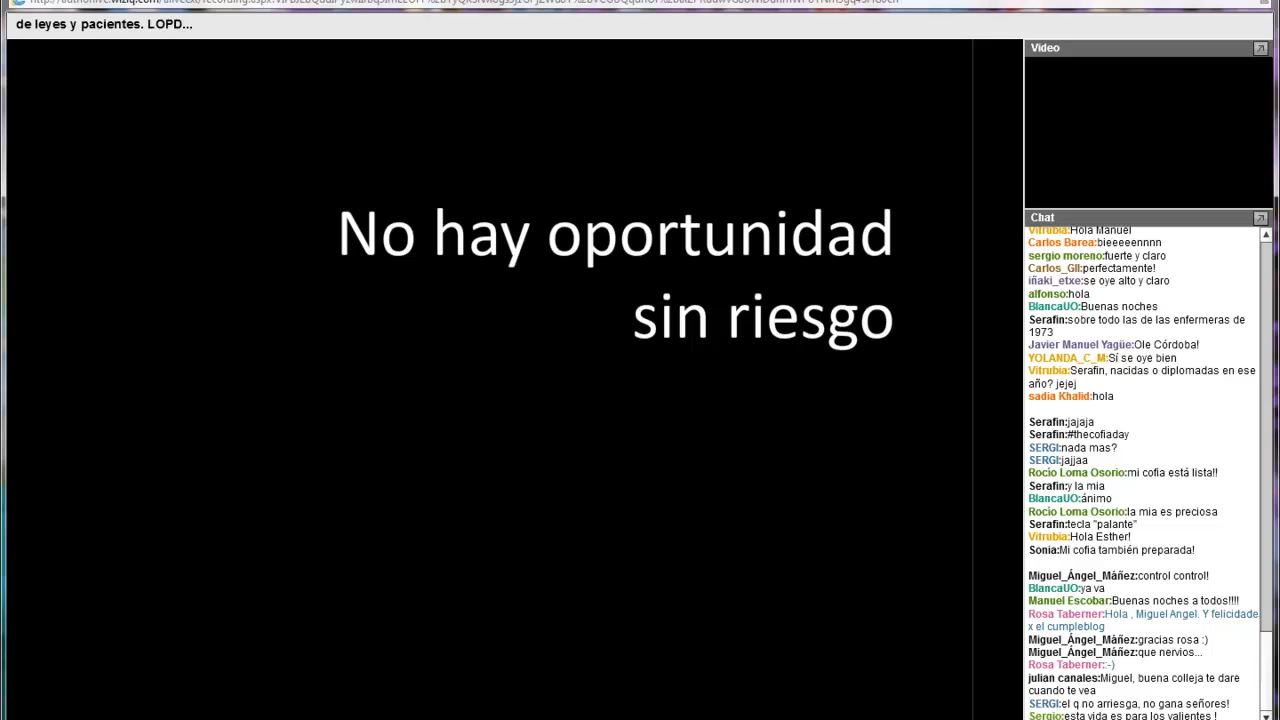 de leyes y pacientes. LOPD...
No hay oportunidad
sin riesgo
Video
Chat
Vitrubia:Hola Manuel
Carlos Barea:bieeeeennnn
sergio moreno:fuerte y claro
Carlos_GII:perfectamente!
iñaki_etxe:se oye alto y claro
alfonso:hola
BlancaUO:Buenas noches
Serafin:sobre todo las de las enfermeras de
1973
Javier Manuel Yagüe:Ole Córdoba!
YOLANDA_C_M:Sí se oye bien
Vitrubia:Serafin, nacidas o diplomadas en ese
año? jejej
sadia Khalid:hola
Serafin:jajaja
Serafin:#thecofiaday
SERGI:nada mas?
SERGI:jajjaa
Rocío Loma Osorio:mi cofia está lista!!
Serafin:y la mia
BlancaUO:ánimo
Rocío Loma Osorio:la mia es preciosa
Serafin:tecla "palante"
Vitrubia:Hola Esther!
Sonia:Mi cofia también preparada!
Miguel_Ángel_Máñez:control control!
BlancaUO:ya va
Manuel Escobar:Buenas noches a todos!!!!
Rosa Taberner:Hola , Miguel Angel. Y felicidade
x el cumpleblog
Miguel_Ángel_Máñez:gracias rosa :)
Miguel_Ángel_Máñez:que nervios...
Rosa Taberner::-)
julian canales:Miguel, buena colleja te dare
cuando te vea
SERGI:el q no arriesga, no gana señores!
Sergio:esta vida es para los valientes !